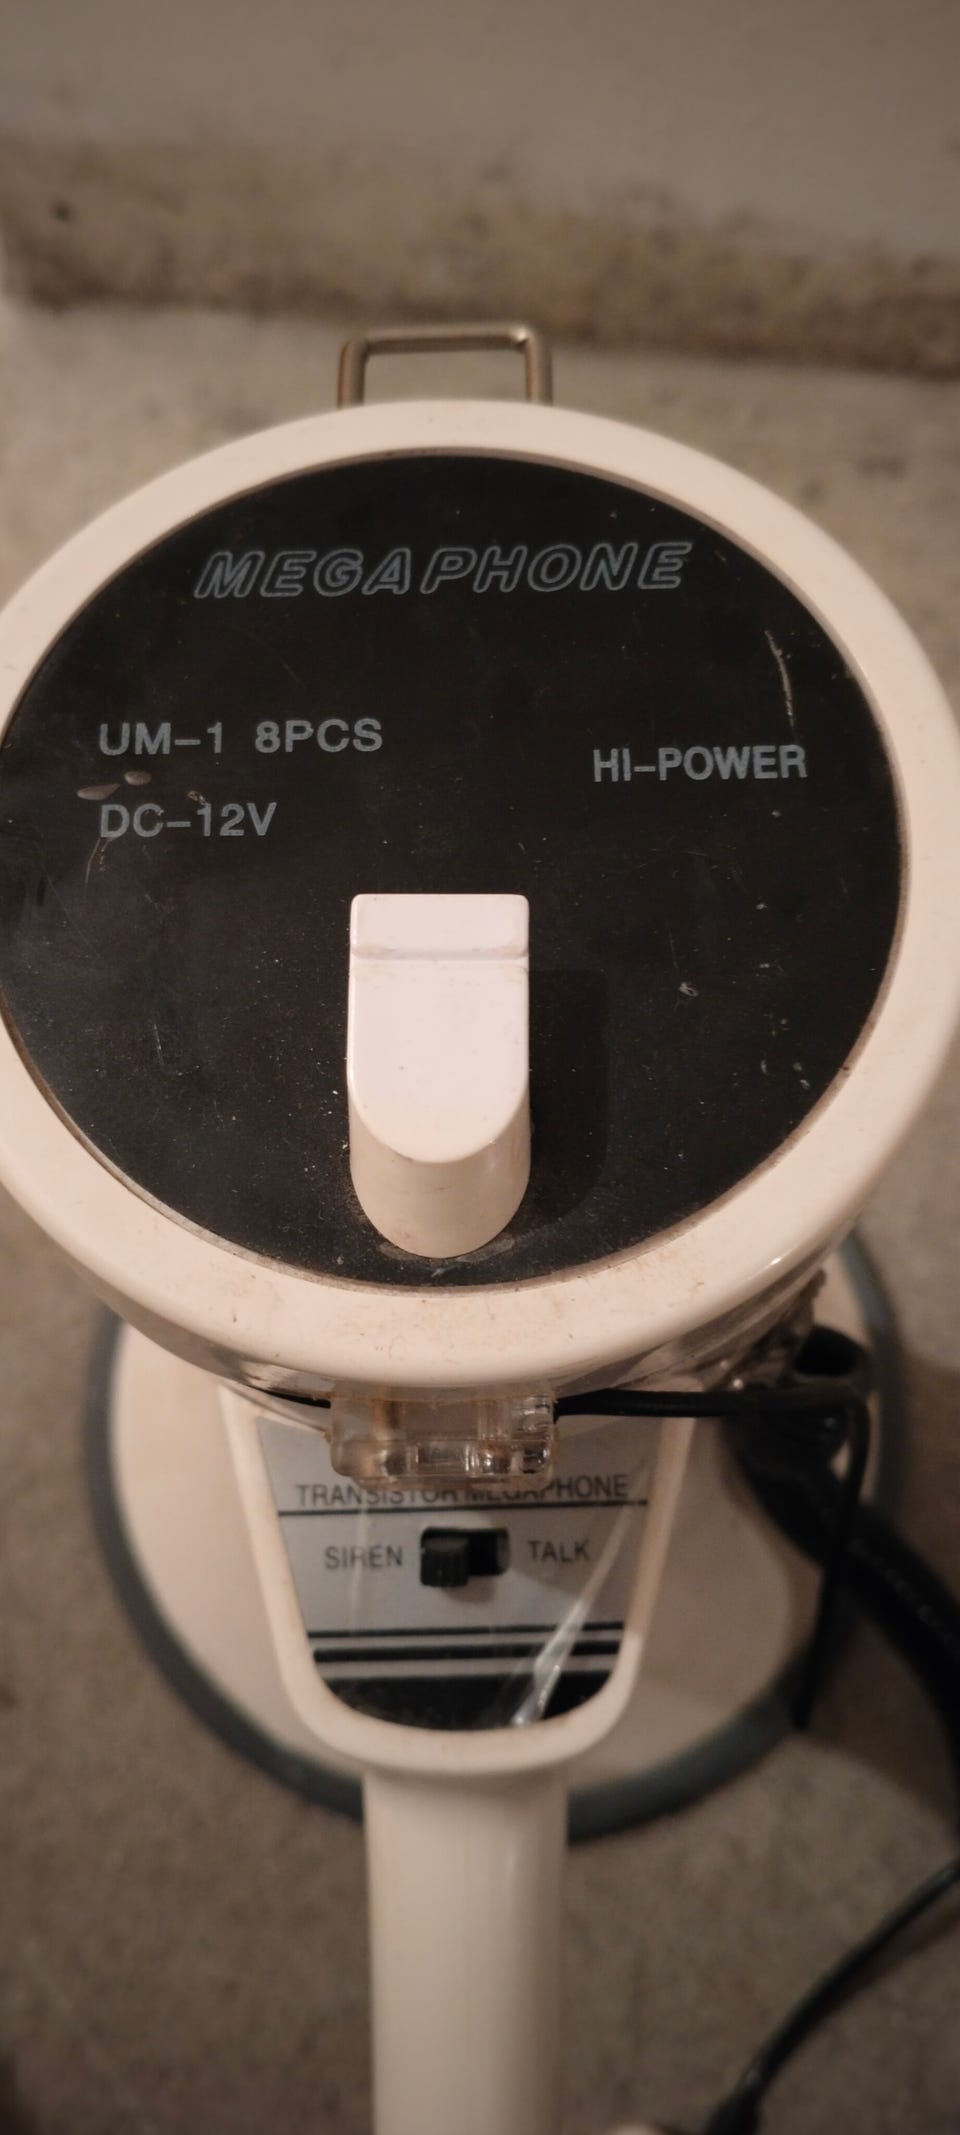 MEGAPHONE
UM-1 8PCS
HI-POWER
DC-12V
TRANSISTOR MEGAPHONE
SIREN TALK